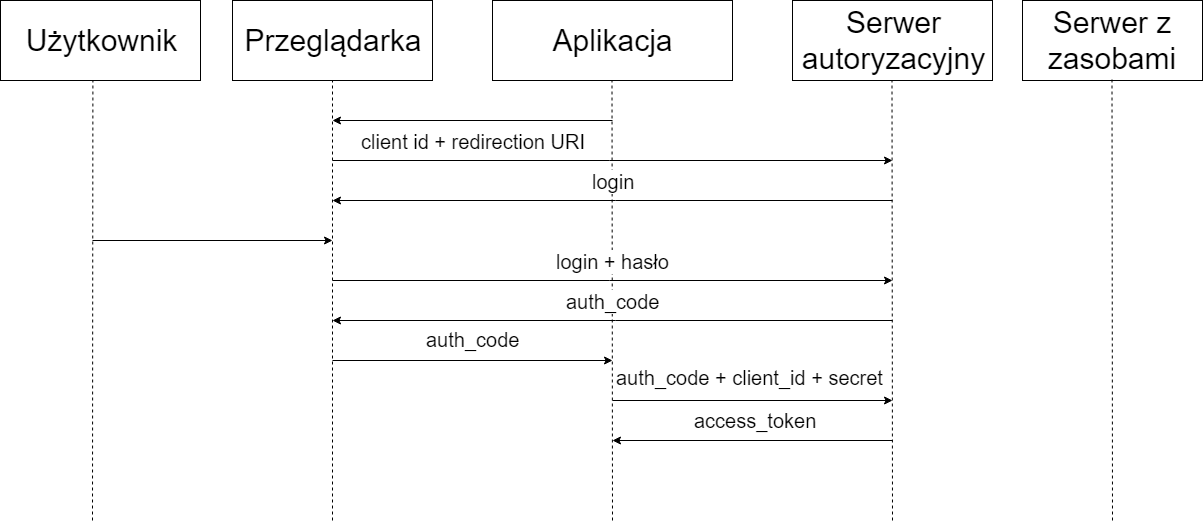 Użytkownik
Przeglądarka
Aplikacja
Serwer
autoryzacyjny
Serwer z
zasobami
client id + redirection URI
login
login + hasło
auth_code
auth_code
auth_code + client_id + secret
access_token